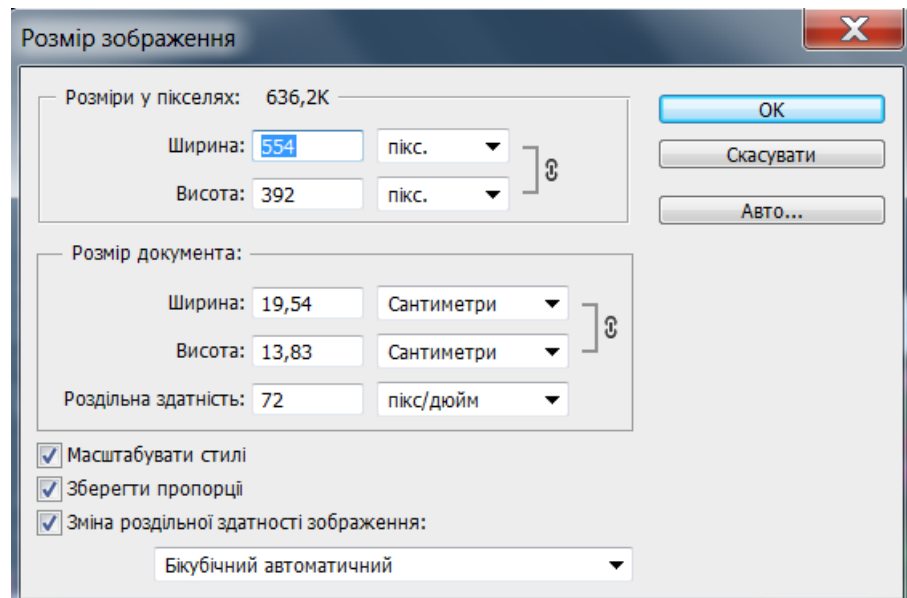 Розмір зображення
Розміри у пікселях: 636,2K
OK
Ширина: 554 пікс.
Скасувати
Висота: 392 пікс.
Авто...
Розмір документа:
Ширина: 19,54 Сантиметри
Висота: 13,83 Сантиметри
Роздільна здатність: 72 пікс/дюйм
Масштабувати стилі
Зберегти пропорції
Зміна роздільної здатності зображення:
Бікубічний автоматичний